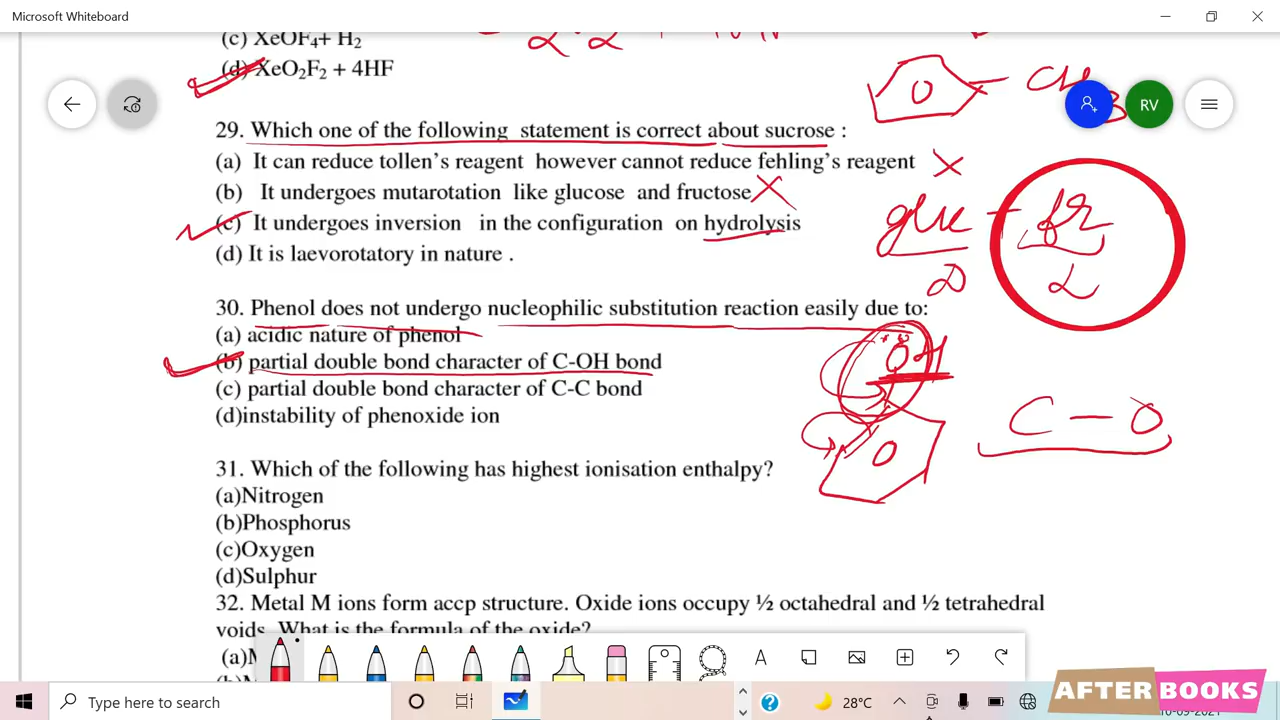 Microsoft Whiteboard
(c) XeOF4+ H2
(d) XeO2F2 + 4HF
CH3
RV
29. Which one of the following statement is correct about sucrose :
(a) It can reduce tollen's reagent however cannot reduce fehling's reagent
(b) It undergoes mutarotation like glucose and fructose
(c) It undergoes inversion in the configuration on hydrolysis
(d) It is laevorotatory in nature .
glu + fr
D L
30. Phenol does not undergo nucleophilic substitution reaction easily due to:
(a) acidic nature of phenol
(b) partial double bond character of C-OH bond
(c) partial double bond character of C-C bond
(d)instability of phenoxide ion
OH
C - O
31. Which of the following has highest ionisation enthalpy?
(a)Nitrogen
(b)Phosphorus
(c)Oxygen
(d)Sulphur
32. Metal M ions form accp structure. Oxide ions occupy ½ octahedral and ½ tetrahedral
voids. What is the formula of the oxide?
(a)M
Type here to search
28°C
AFTER BOOKS
10-09-2021